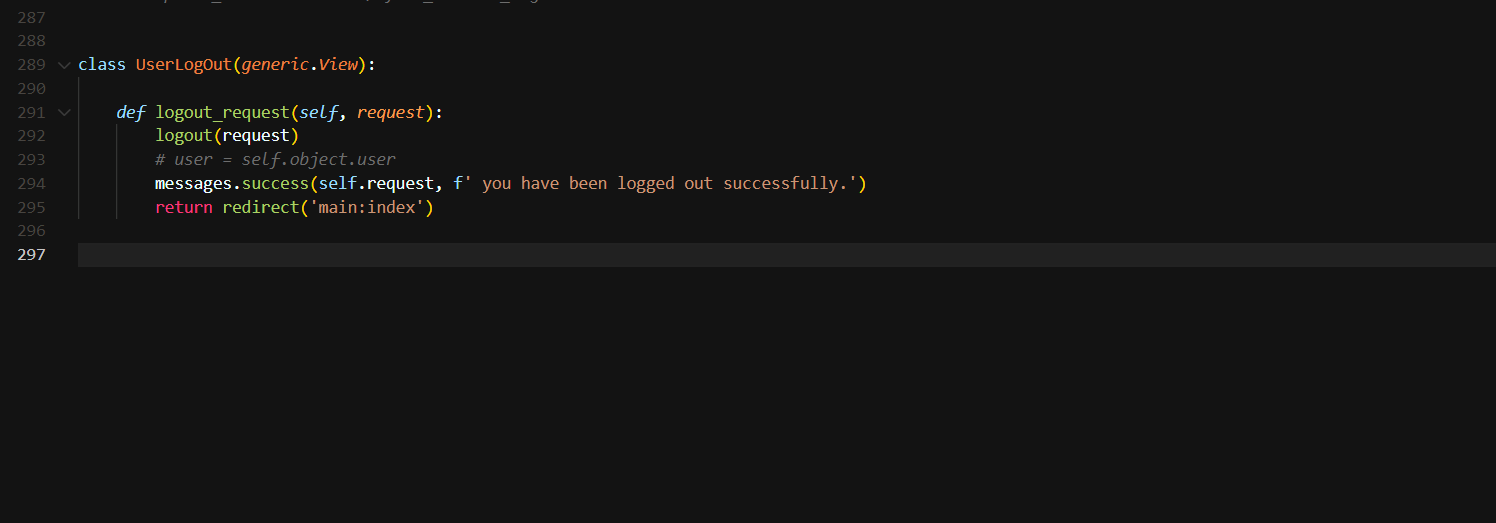 287
288
289 class UserLogOut(generic.View):
290
291 def logout_request(self, request):
292 logout(request)
293 # user = self.object.user
294 messages.success(self.request, f' you have been logged out successfully.')
295 return redirect('main:index')
296
297